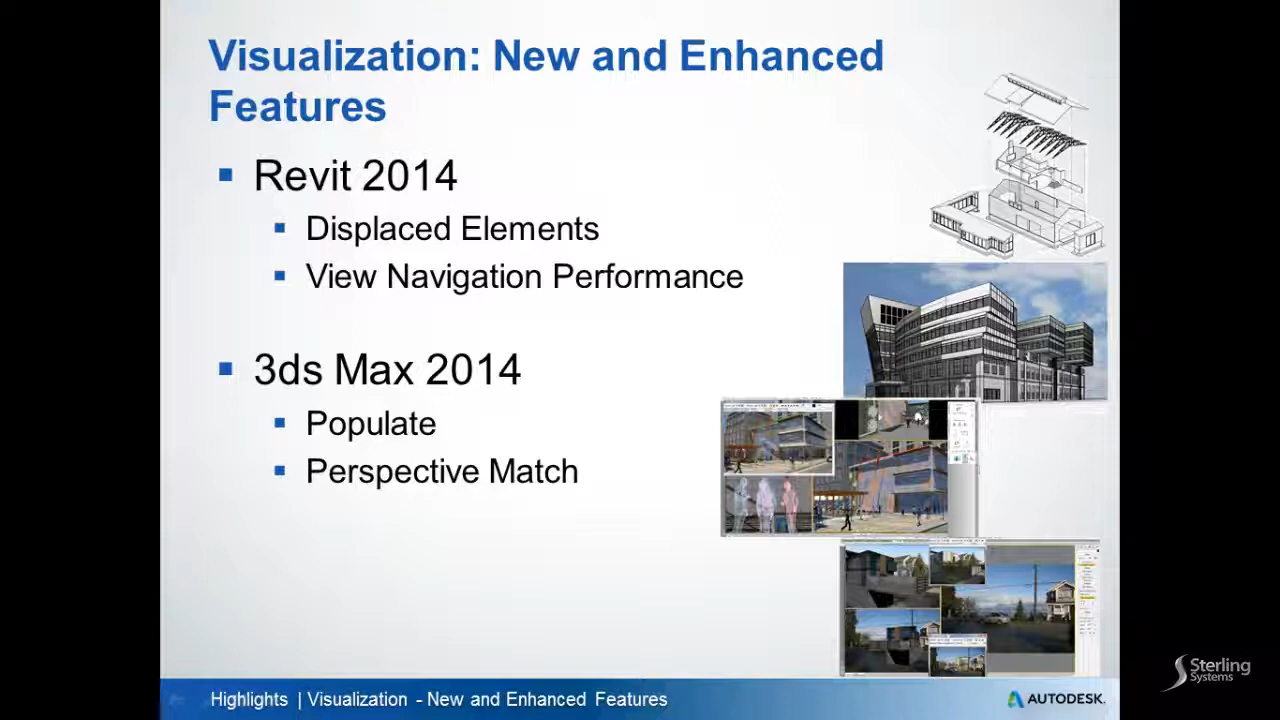 Visualization: New and Enhanced
Features
Revit 2014
Displaced Elements
View Navigation Performance
3ds Max 2014
Populate
Perspective Match
Highlights | Visualization - New and Enhanced Features
AUTODESK.
Sterling
Systems